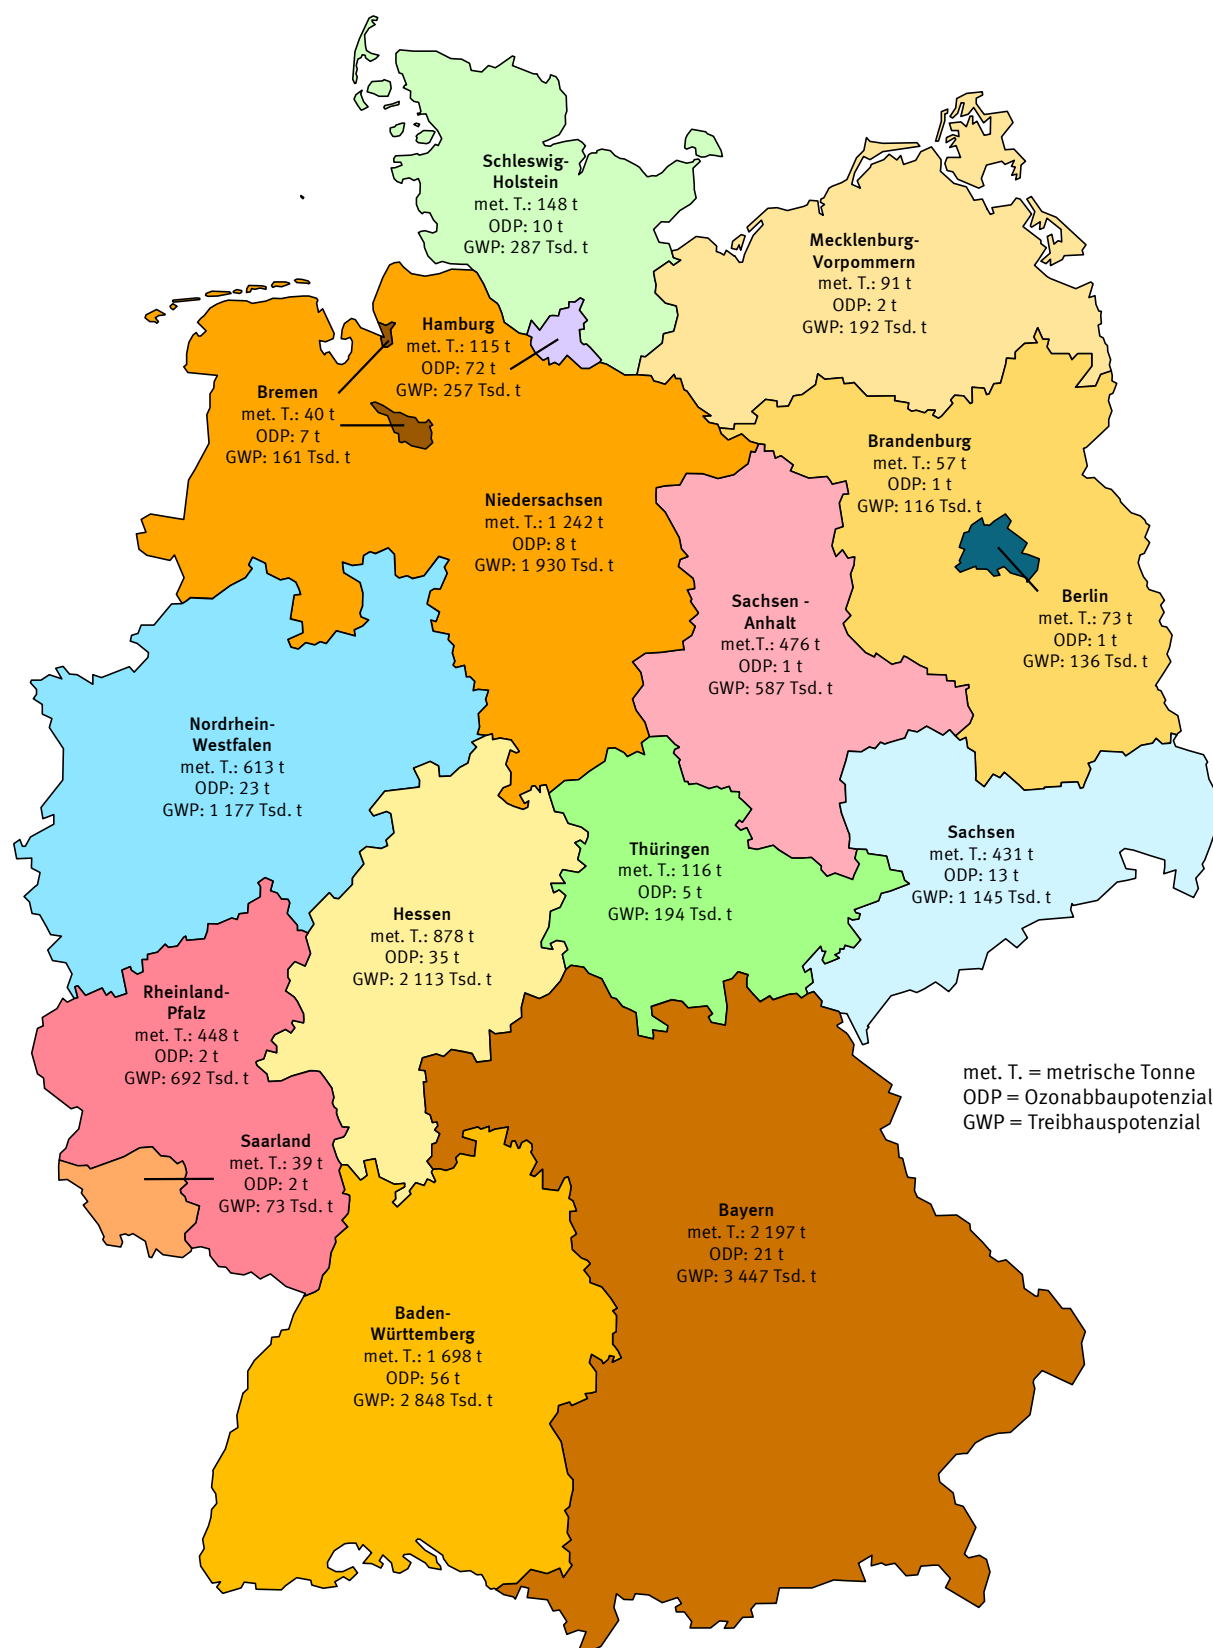 Schleswig-
Holstein
met. T.: 148 t
ODP: 10 t
GWP: 287 Tsd. t
Mecklenburg-
Vorpommern
met. T.: 91 t
ODP: 2 t
GWP: 192 Tsd. t
Hamburg
met. T.: 115 t
ODP: 72 t
GWP: 257 Tsd. t
Bremen
met. T.: 40 t
ODP: 7 t
GWP: 161 Tsd. t
Brandenburg
met. T.: 57 t
ODP: 1 t
GWP: 116 Tsd. t
Niedersachsen
met. T.: 1 242 t
ODP: 8 t
GWP: 1 930 Tsd. t
Berlin
met. T.: 73 t
ODP: 1 t
GWP: 136 Tsd. t
Sachsen -
Anhalt
met.T.: 476 t
ODP: 1 t
GWP: 587 Tsd. t
Nordrhein-
Westfalen
met. T.: 613 t
ODP: 23 t
GWP: 1 177 Tsd. t
Sachsen
met. T.: 431 t
ODP: 13 t
GWP: 1 145 Tsd. t
Thüringen
met. T.: 116 t
ODP: 5 t
GWP: 194 Tsd. t
Hessen
met. T.: 878 t
ODP: 35 t
GWP: 2 113 Tsd. t
Rheinland-
Pfalz
met. T.: 448 t
ODP: 2 t
GWP: 692 Tsd. t
met. T. = metrische Tonne
ODP = Ozonabbaupotenzial
GWP = Treibhauspotenzial
Saarland
met. T.: 39 t
ODP: 2 t
GWP: 73 Tsd. t
Bayern
met. T.: 2 197 t
ODP: 21 t
GWP: 3 447 Tsd. t
Baden-
Württemberg
met. T.: 1 698 t
ODP: 56 t
GWP: 2 848 Tsd. t